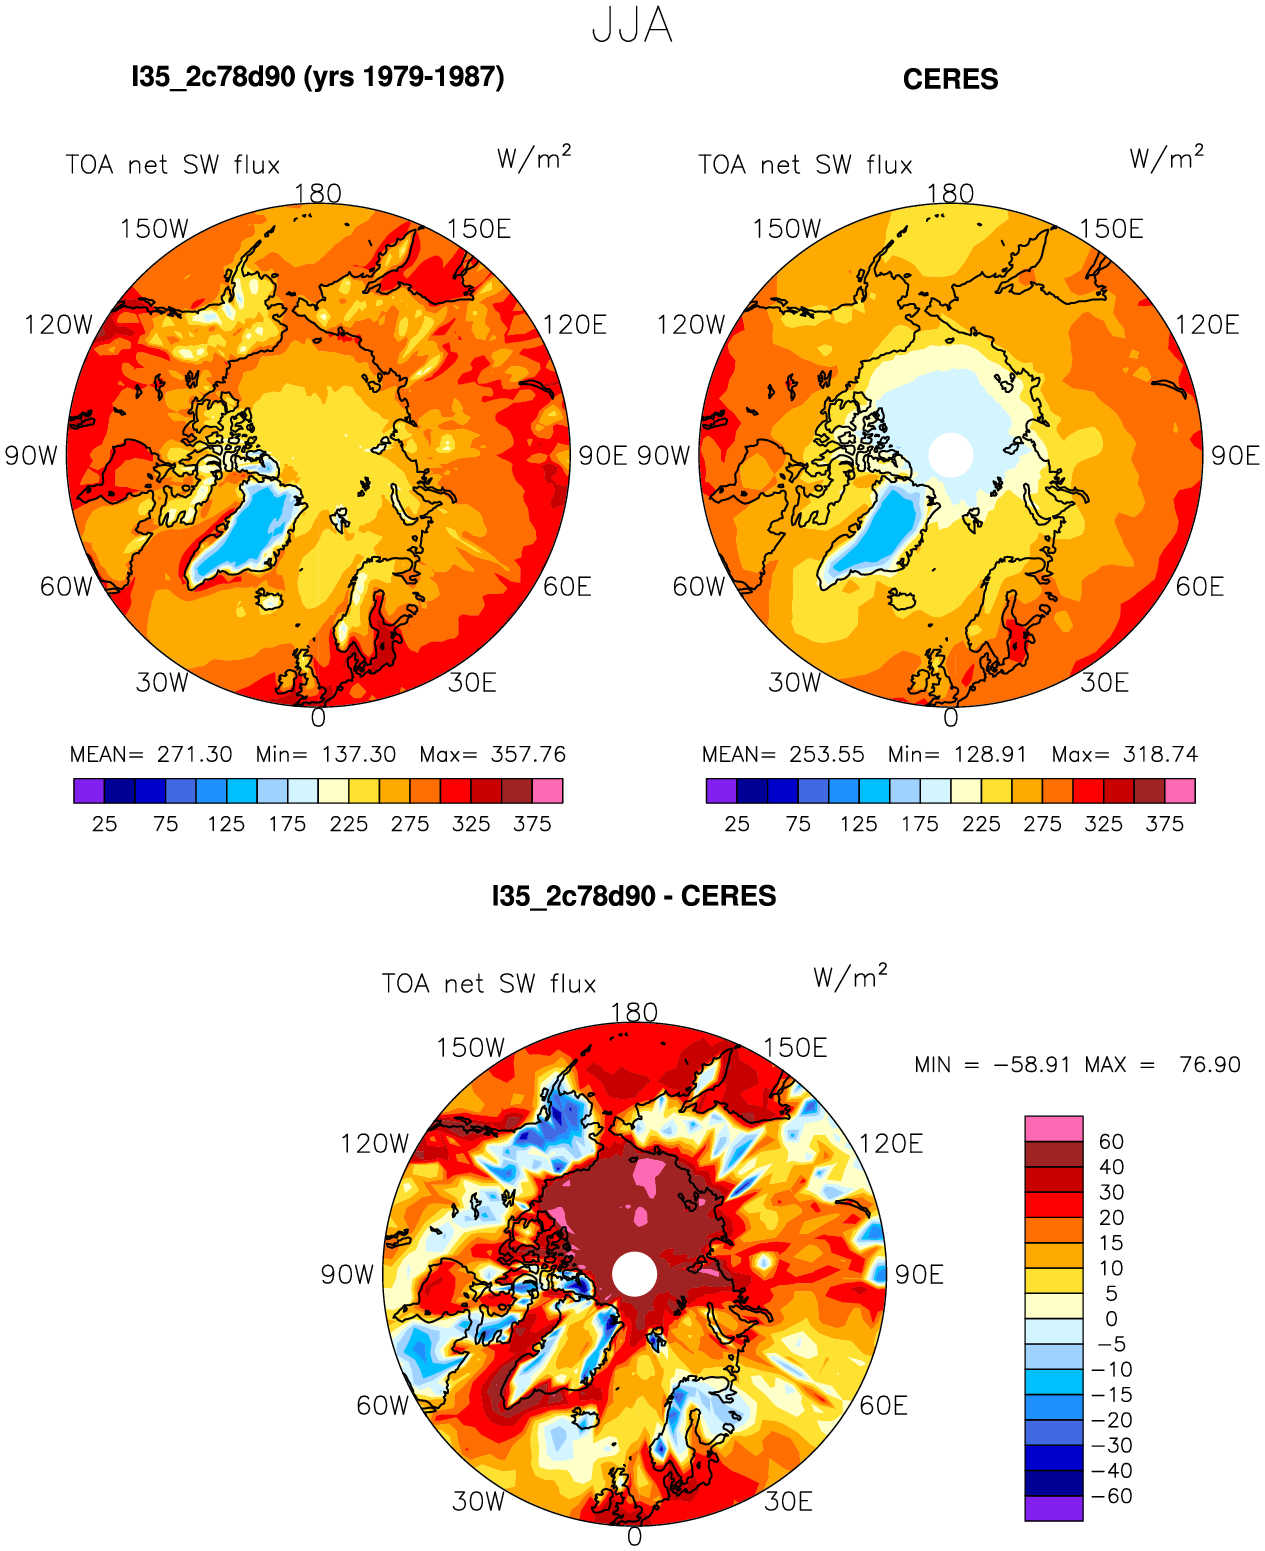 JJA
I35_2c78d90 (yrs 1979-1987)
CERES
TOA net SW flux W/m²
TOA net SW flux W/m²
180
150W 150E
120W 120E
90W 90E
60W 60E
30W 30E
0
180
150W 150E
120W 120E
90W 90E
60W 60E
30W 30E
0
MEAN= 271.30 Min= 137.30 Max= 357.76
25 75 125 175 225 275 325 375
MEAN= 253.55 Min= 128.91 Max= 318.74
25 75 125 175 225 275 325 375
I35_2c78d90 - CERES
TOA net SW flux W/m²
180
150W 150E
120W 120E
90W 90E
60W 60E
30W 30E
0
MIN = −58.91 MAX = 76.90
60
40
30
20
15
10
5
0
−5
−10
−15
−20
−30
−40
−60